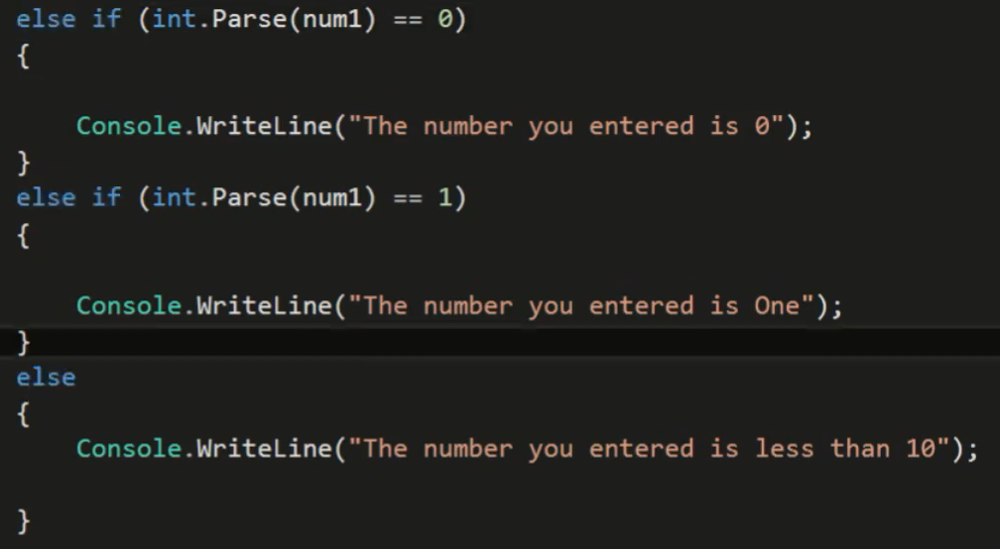 else if (int.Parse(num1) == 0)
{
Console.WriteLine("The number you entered is 0");
}
else if (int.Parse(num1) == 1)
{
Console.WriteLine("The number you entered is One");
}
else
{
Console.WriteLine("The number you entered is less than 10");
}